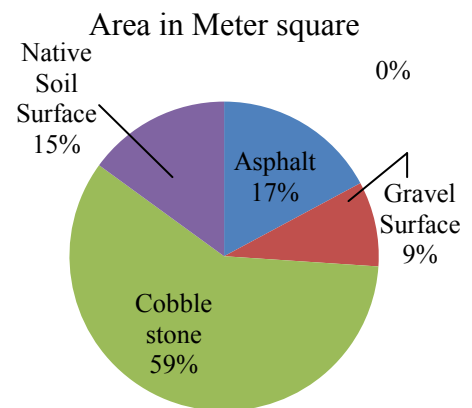 Area in Meter square
Native
Soil
Surface
15%
0%
Asphalt
17%
Gravel
Surface
9%
Cobble
stone
59%